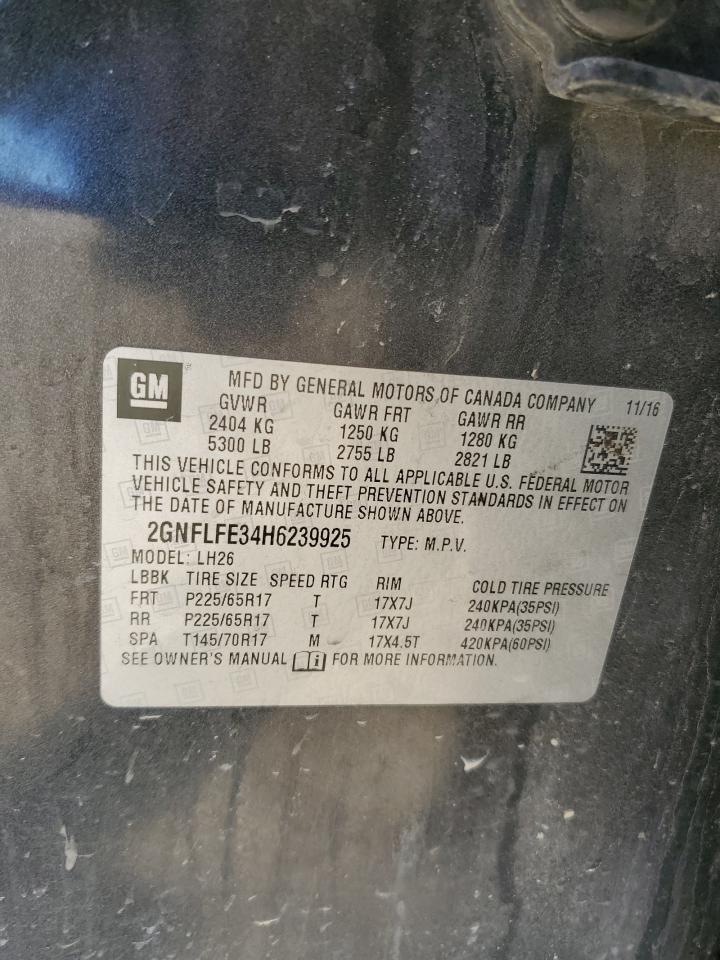 GM
MFD BY GENERAL MOTORS OF CANADA COMPANY 11/16
GVWR GAWR FRT GAWR RR
2404 KG 1250 KG 1280 KG
5300 LB 2755 LB 2821 LB
THIS VEHICLE CONFORMS TO ALL APPLICABLE U.S. FEDERAL MOTOR
VEHICLE SAFETY AND THEFT PREVENTION STANDARDS IN EFFECT ON
THE DATE OF MANUFACTURE SHOWN ABOVE.
2GNFLFE34H6239925 TYPE: M.P.V.
MODEL: LH26
LBBK TIRE SIZE SPEED RTG RIM COLD TIRE PRESSURE
FRT P225/65R17 T 17X7J 240KPA(35PSI)
RR P225/65R17 T 17X7J 240KPA(35PSI)
SPA T145/70R17 M 17X4.5T 420KPA(60PSI)
SEE OWNER'S MANUAL i FOR MORE INFORMATION.